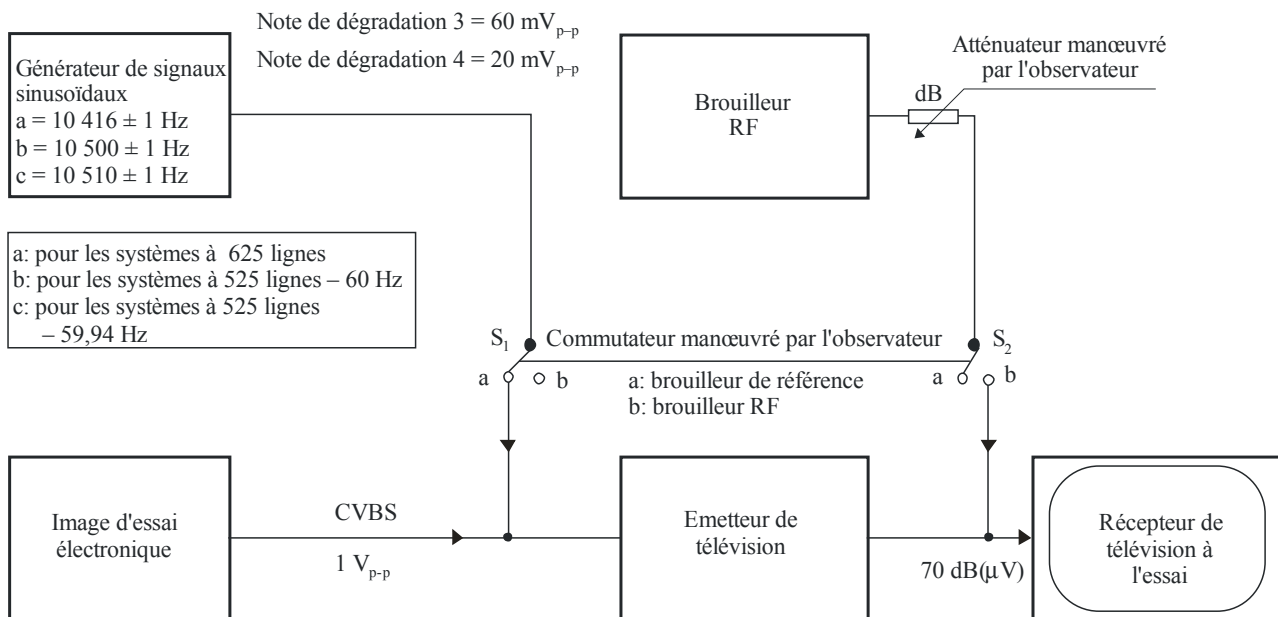 Note de dégradation 3 = 60 mVp–p
Note de dégradation 4 = 20 mVp–p
Générateur de signaux
sinusoïdaux
a = 10 416 ± 1 Hz
b = 10 500 ± 1 Hz
c = 10 510 ± 1 Hz
Brouilleur
RF
dB
Atténuateur manœuvré
par l'observateur
a: pour les systèmes à 625 lignes
b: pour les systèmes à 525 lignes – 60 Hz
c: pour les systèmes à 525 lignes
– 59,94 Hz
S1
Commutateur manœuvré par l'observateur
S2
a
b
a: brouilleur de référence
b: brouilleur RF
a
b
Image d'essai
électronique
CVBS
1 Vp-p
Emetteur de
télévision
70 dB(µV)
Récepteur de
télévision à
l'essai